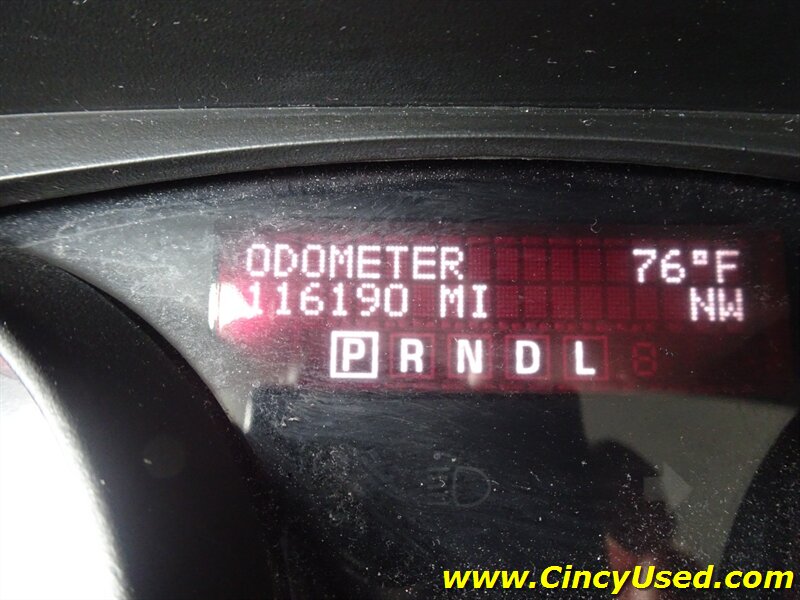 ODOMETER 76°F
116190 MI NW
P R N D L
www.CincyUsed.com